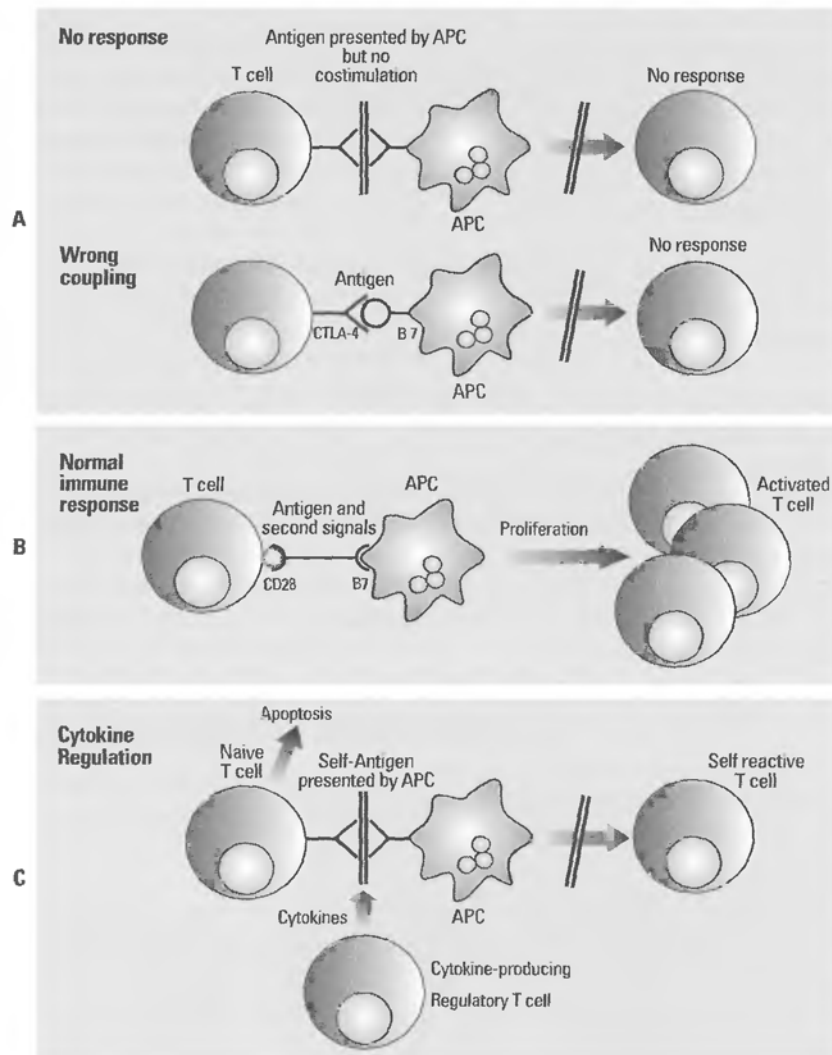 A
No response
Antigen presented by APC
but no
costimulation
T cell
No response
APC
Wrong
coupling
Antigen
No response
CTLA-4
B7
APC
B
Normal
immune
response
T cell
Antigen and
second signals
APC
CD28
B7
Proliferation
Activated
T cell
C
Cytokine
Regulation
Apoptosis
Naive
T cell
Self-Antigen
presented by APC
Self reactive
T cell
Cytokines
APC
Cytokine-producing
Regulatory T cell